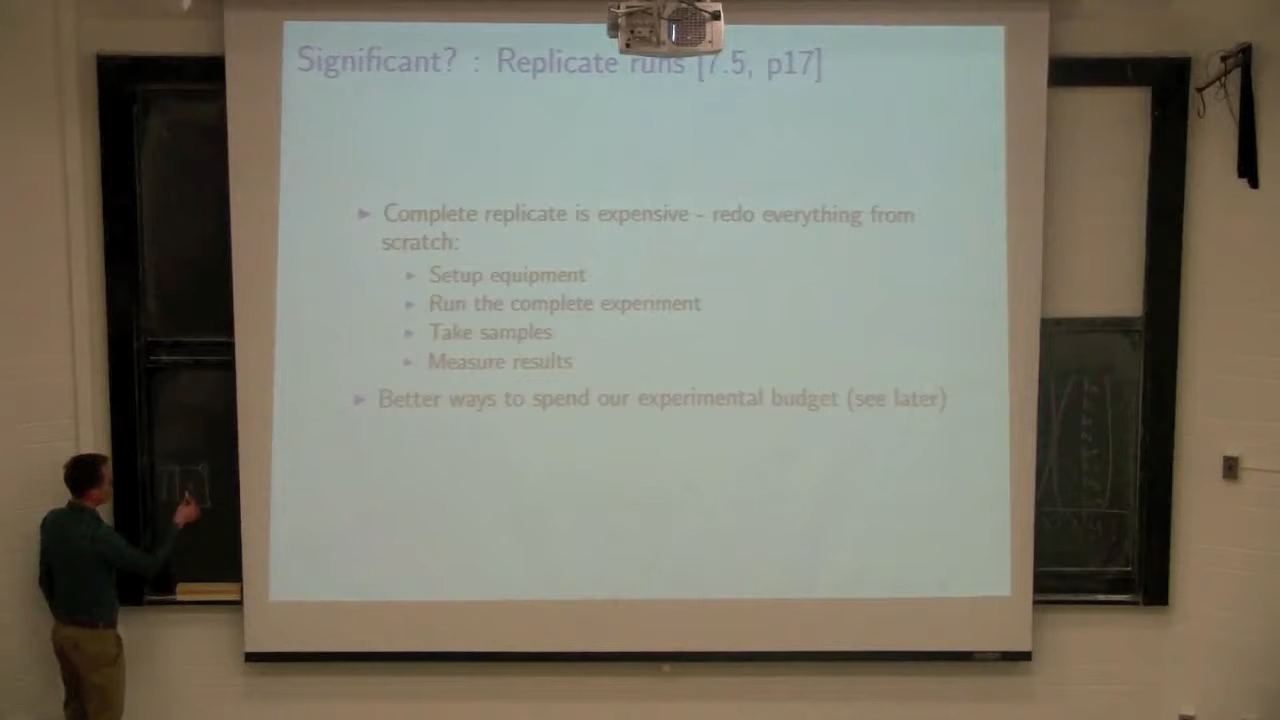 Significant? : Replicate runs [7.5, p17]
▶ Complete replicate is expensive - redo everything from
scratch:
▶ Setup equipment
▶ Run the complete experiment
▶ Take samples
▶ Measure results
▶ Better ways to spend our experimental budget (see later)